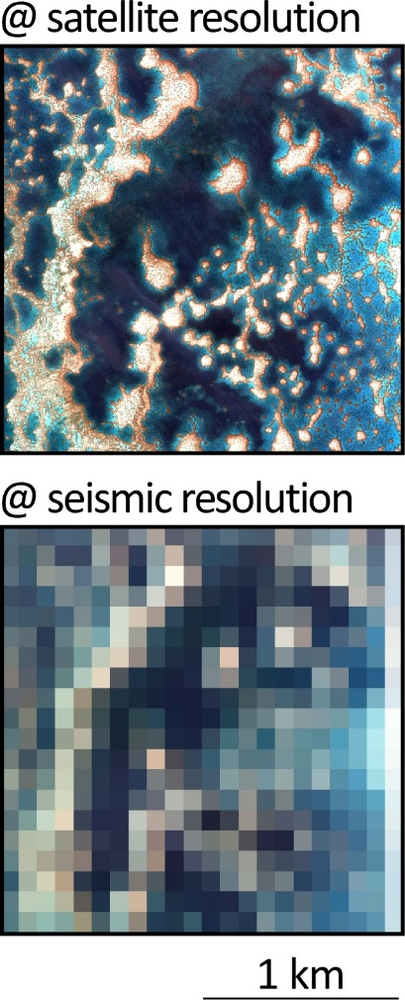 @ satellite resolution
@ seismic resolution
1 km